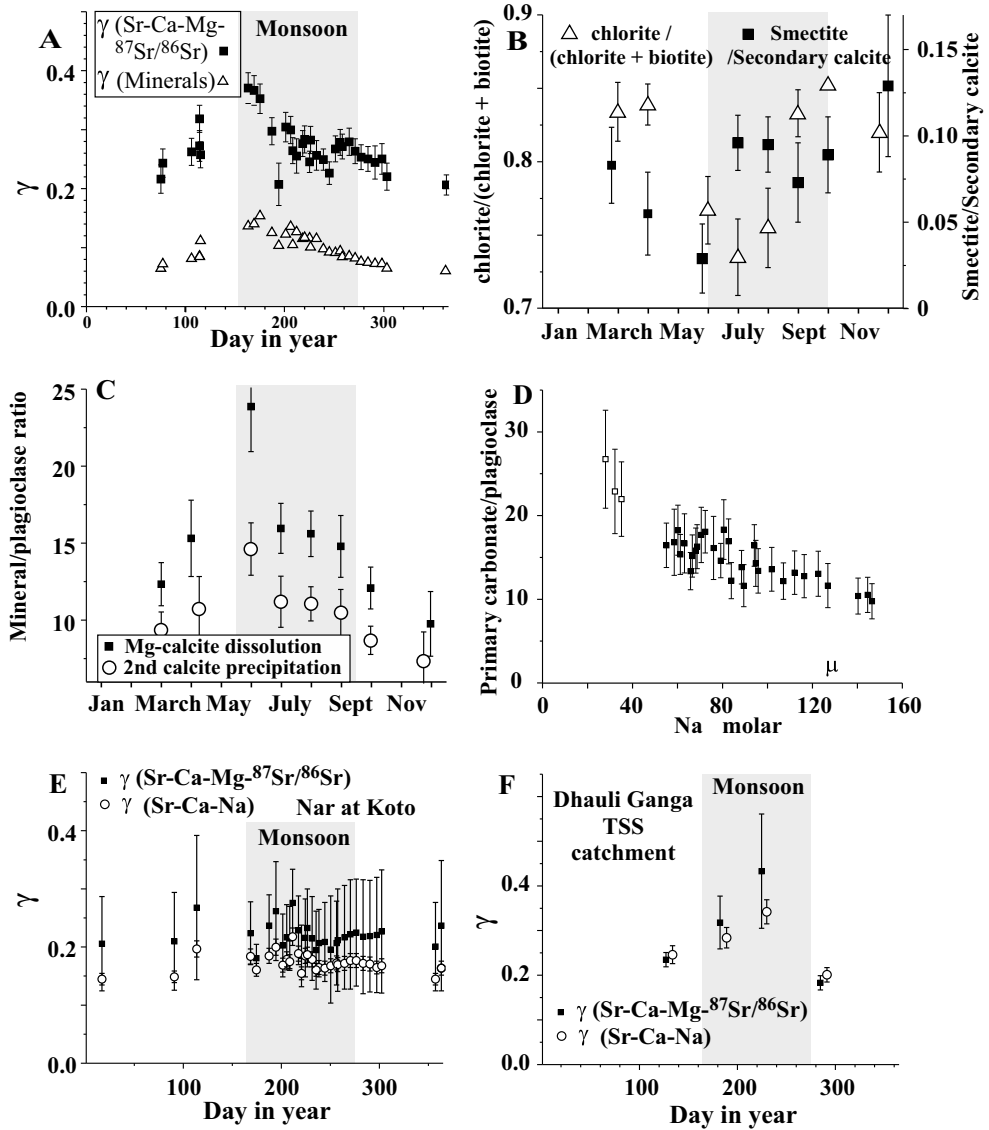 A
γ (Sr-Ca-Mg-
⁸⁷Sr/⁸⁶Sr)
γ (Minerals)
Monsoon
γ
0.4
0.2
0.0
0
100
200
300
Day in year
B
chlorite /
(chlorite + biotite)
Smectite
/Secondary calcite
chlorite/(chlorite + biotite)
0.9
0.8
0.7
Smectite/Secondary calcite
0.15
0.10
0.05
0
Jan March May July Sept Nov
C
Mineral/plagioclase ratio
25
20
15
10
Mg-calcite dissolution
2nd calcite precipitation
Jan March May July Sept Nov
D
Primary carbonate/plagioclase
30
20
10
0
μ
0 40 80 120 160
Na molar
E
γ (Sr-Ca-Mg-⁸⁷Sr/⁸⁶Sr)
γ (Sr-Ca-Na)
Nar at Koto
Monsoon
γ
0.4
0.2
0.0
100 200 300
Day in year
F
Monsoon
Dhauli Ganga
TSS
catchment
γ
0.4
0.2
0.0
γ (Sr-Ca-Mg-⁸⁷Sr/⁸⁶Sr)
γ (Sr-Ca-Na)
0 100 200 300
Day in year